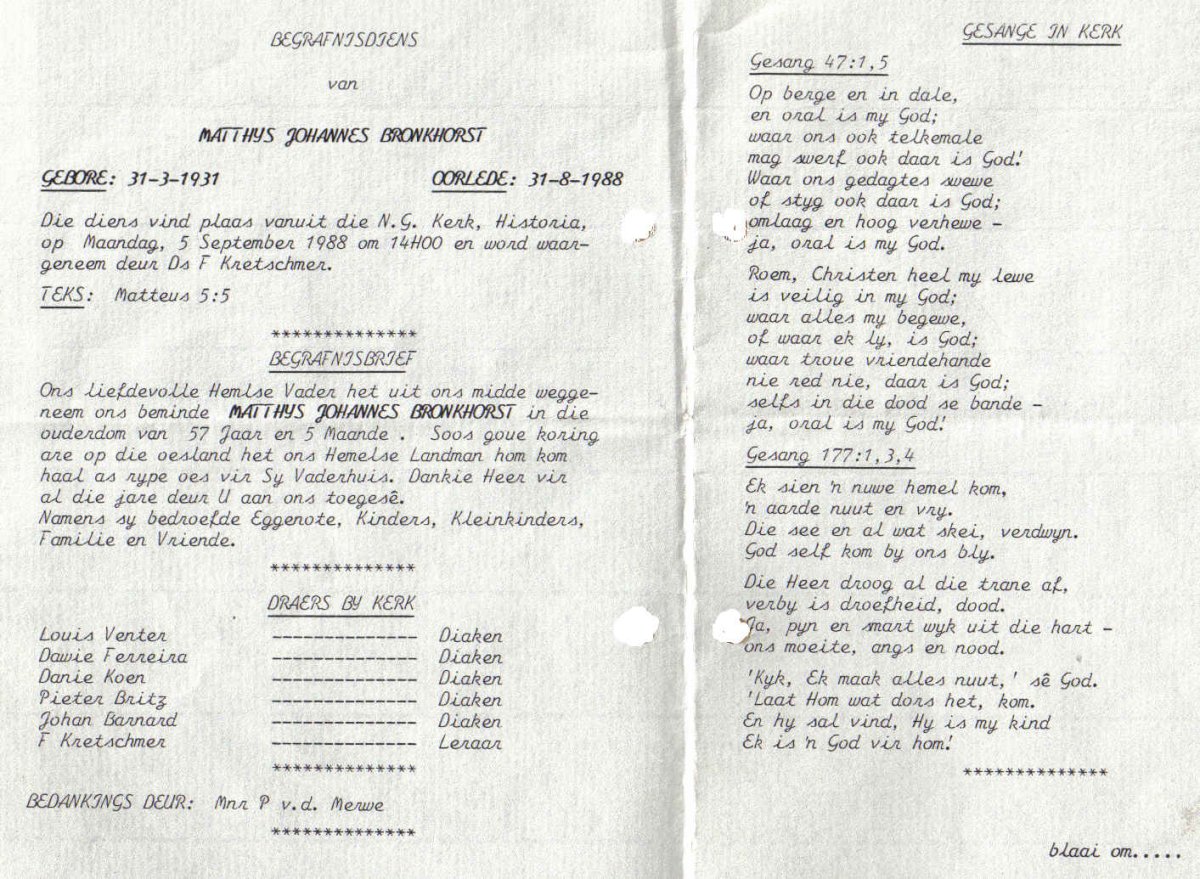 BEGRAFNISDIENS
van
MATTHYS JOHANNES BRONKHORST
GEBORE: 31-3-1931 OORLEDE: 31-8-1988
Die diens vind plaas vanuit die N.G. Kerk, Historia,
op Maandag, 5 September 1988 om 14H00 en word waar-
geneem deur Ds F Kretschmer.
TEKS: Matteus 5:5
**************
BEGRAFNISBRIEF
Ons liefdevolle Hemlse Vader het uit ons midde wegge-
neem ons beminde MATTHYS JOHANNES BRONKHORST in die
ouderdom van 57 Jaar en 5 Maande . Soos goue koring
are op die oesland het ons Hemelse Landman hom kom
haal as rype oes vir Sy Vaderhuis. Dankie Heer vir
al die jare deur U aan ons toegesê.
Namens sy bedroefde Eggenote, Kinders, Kleinkinders,
Familie en Vriende.
**************
DRAERS BY KERK
Louis Venter -------------- Diaken
Dawie Ferreira -------------- Diaken
Danie Koen -------------- Diaken
Pieter Britz -------------- Diaken
Johan Barnard -------------- Diaken
F Kretschmer -------------- Leraar
**************
BEDANKINGS DEUR: Mnr P v.d. Merwe
**************
GESANGE IN KERK
Gesang 47:1,5
Op berge en in dale,
en oral is my God;
waar ons ook telkemale
mag swerf ook daar is God!
Waar ons gedagtes swewe
of styg ook daar is God;
omlaag en hoog verhewe -
ja, oral is my God.
Roem, Christen heel my lewe
is veilig in my God;
waar alles my begewe,
of waar ek ly, is God;
waar troue vriendehande
nie red nie, daar is God;
selfs in die dood se bande -
ja, oral is my God!
Gesang 177:1,3,4
Ek sien 'n nuwe hemel kom,
'n aarde nuut en vry.
Die see en al wat skei, verdwyn.
God self kom by ons bly.
Die Heer droog al die trane af,
verby is droefheid, dood.
Ja, pyn en smart wyk uit die hart -
ons moeite, angs en nood.
'Kyk, Ek maak alles nuut,' sê God.
'Laat Hom wat dors het, kom.
En hy sal vind, Hy is my kind
Ek is 'n God vir hom!
**************
blaai om.....